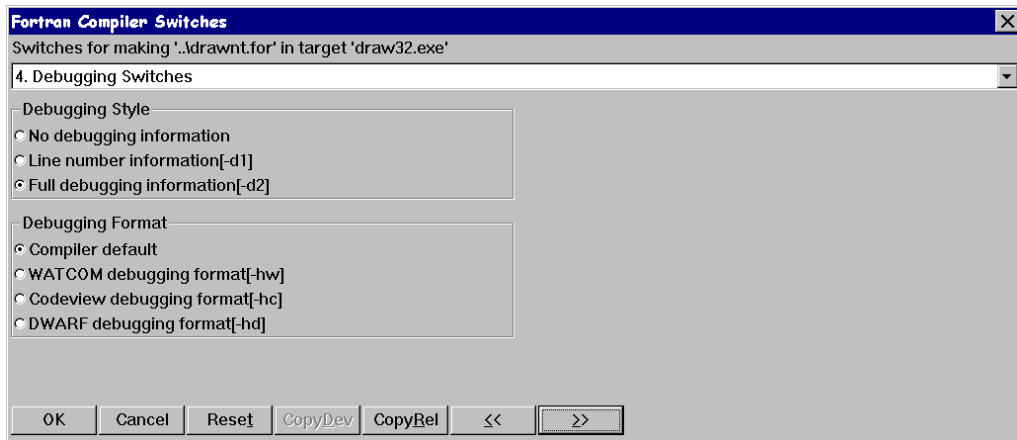 Fortran Compiler Switches
Switches for making '..\drawnt.for' in target 'draw32.exe'
4. Debugging Switches
Debugging Style
No debugging information
Line number information[-d1]
Full debugging information[-d2]
Debugging Format
Compiler default
WATCOM debugging format[-hw]
Codeview debugging format[-hc]
DWARF debugging format[-hd]
OK Cancel Reset CopyDev CopyRel << >>